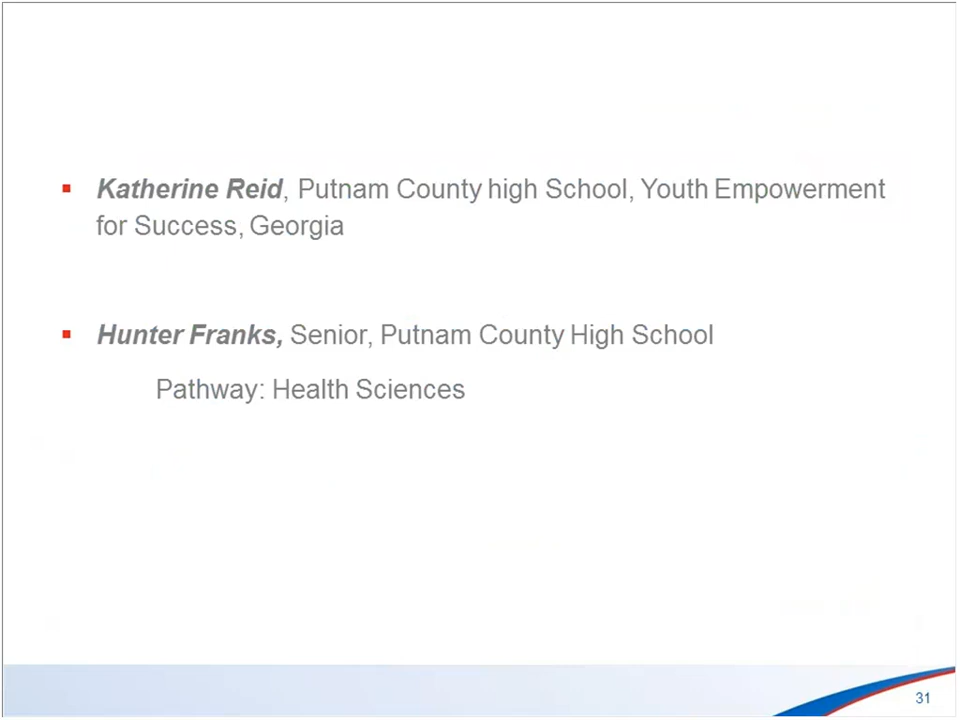 Katherine Reid, Putnam County high School, Youth Empowerment
for Success, Georgia
Hunter Franks, Senior, Putnam County High School
Pathway: Health Sciences
31